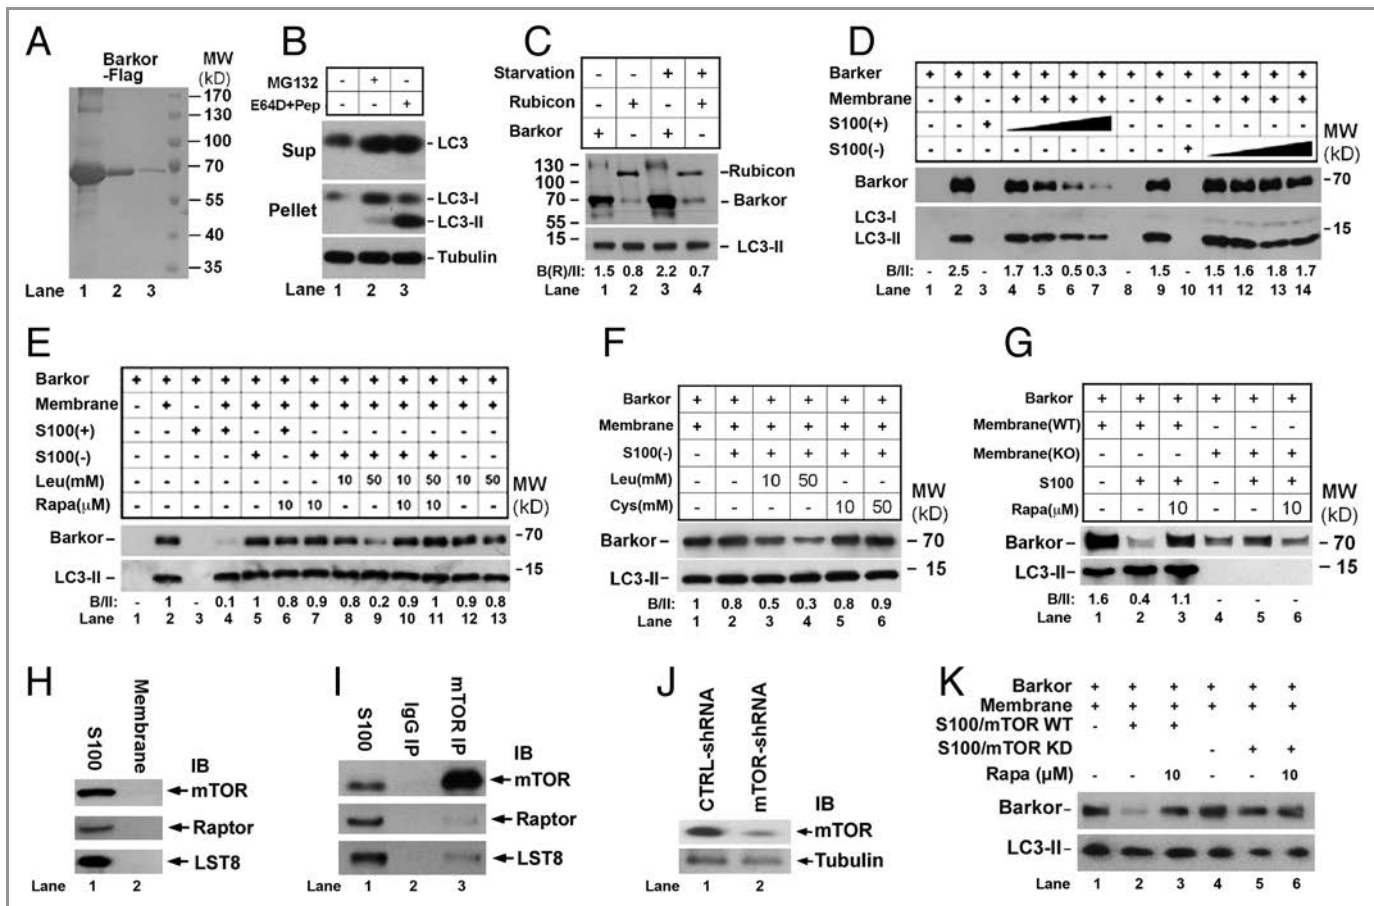 A
Barkor
-Flag
MW
(kD)
170
130
100
70
55
40
35
Lane 1 2 3
B
MG132 - + -
E64D+Pep - - +
Sup
LC3
Pellet
LC3-I
LC3-II
Tubulin
Lane 1 2 3
C
Starvation - - + +
Rubicon - + - +
Barkor + - + -
130
100
70
55
15
Rubicon
Barkor
LC3-II
B(R)/II: 1.5 0.8 2.2 0.7
Lane 1 2 3 4
D
Barker + + + + + + + + + + + + + +
Membrane - + - + + + + - + - + + + +
S100(+) - - + - - - - - - -
S100(-) - - - - - - - - - +
MW
(kD)
Barkor
70
LC3-I
LC3-II
15
B/II: - 2.5 - 1.7 1.3 0.5 0.3 - 1.5 - 1.5 1.6 1.8 1.7
Lane 1 2 3 4 5 6 7 8 9 10 11 12 13 14
E
Barkor + + + + + + + + + + + + +
Membrane - + - + + + + + + + + + +
S100(+) - - + + - + - - - - - - -
S100(-) - - - - + - + + + + + - -
Leu(mM) - - - - - - - 10 50 10 50 10 50
Rapa(μM) - - - - - 10 10 - - 10 10 - -
MW
(kD)
Barkor
70
LC3-II
15
B/II: - 1 - 0.1 1 0.8 0.9 0.8 0.2 0.9 1 0.9 0.8
Lane 1 2 3 4 5 6 7 8 9 10 11 12 13
F
Barkor + + + + + +
Membrane + + + + + +
S100(-) - + + + + +
Leu(mM) - - 10 50 - -
Cys(mM) - - - - 10 50
MW
(kD)
Barkor
70
LC3-II
15
B/II: 1 0.8 0.5 0.3 0.8 0.9
Lane 1 2 3 4 5 6
G
Barkor + + + + + +
Membrane(WT) + + + - - -
Membrane(KO) - - - + + +
S100 - + + - + +
Rapa(μM) - - 10 - - 10
MW
(kD)
Barkor
70
LC3-II
15
B/II: 1.6 0.4 1.1 - - -
Lane 1 2 3 4 5 6
H
S100
Membrane
IB
mTOR
Raptor
LST8
Lane 1 2
I
S100
IgG IP
mTOR IP
IB
mTOR
Raptor
LST8
Lane 1 2 3
J
CTRL-shRNA
mTOR-shRNA
IB
mTOR
Tubulin
Lane 1 2
K
Barkor + + + + + +
Membrane + + + + + +
S100/mTOR WT - + +
S100/mTOR KD - + +
Rapa (μM) - - 10 - - 10
Barkor
LC3-II
Lane 1 2 3 4 5 6